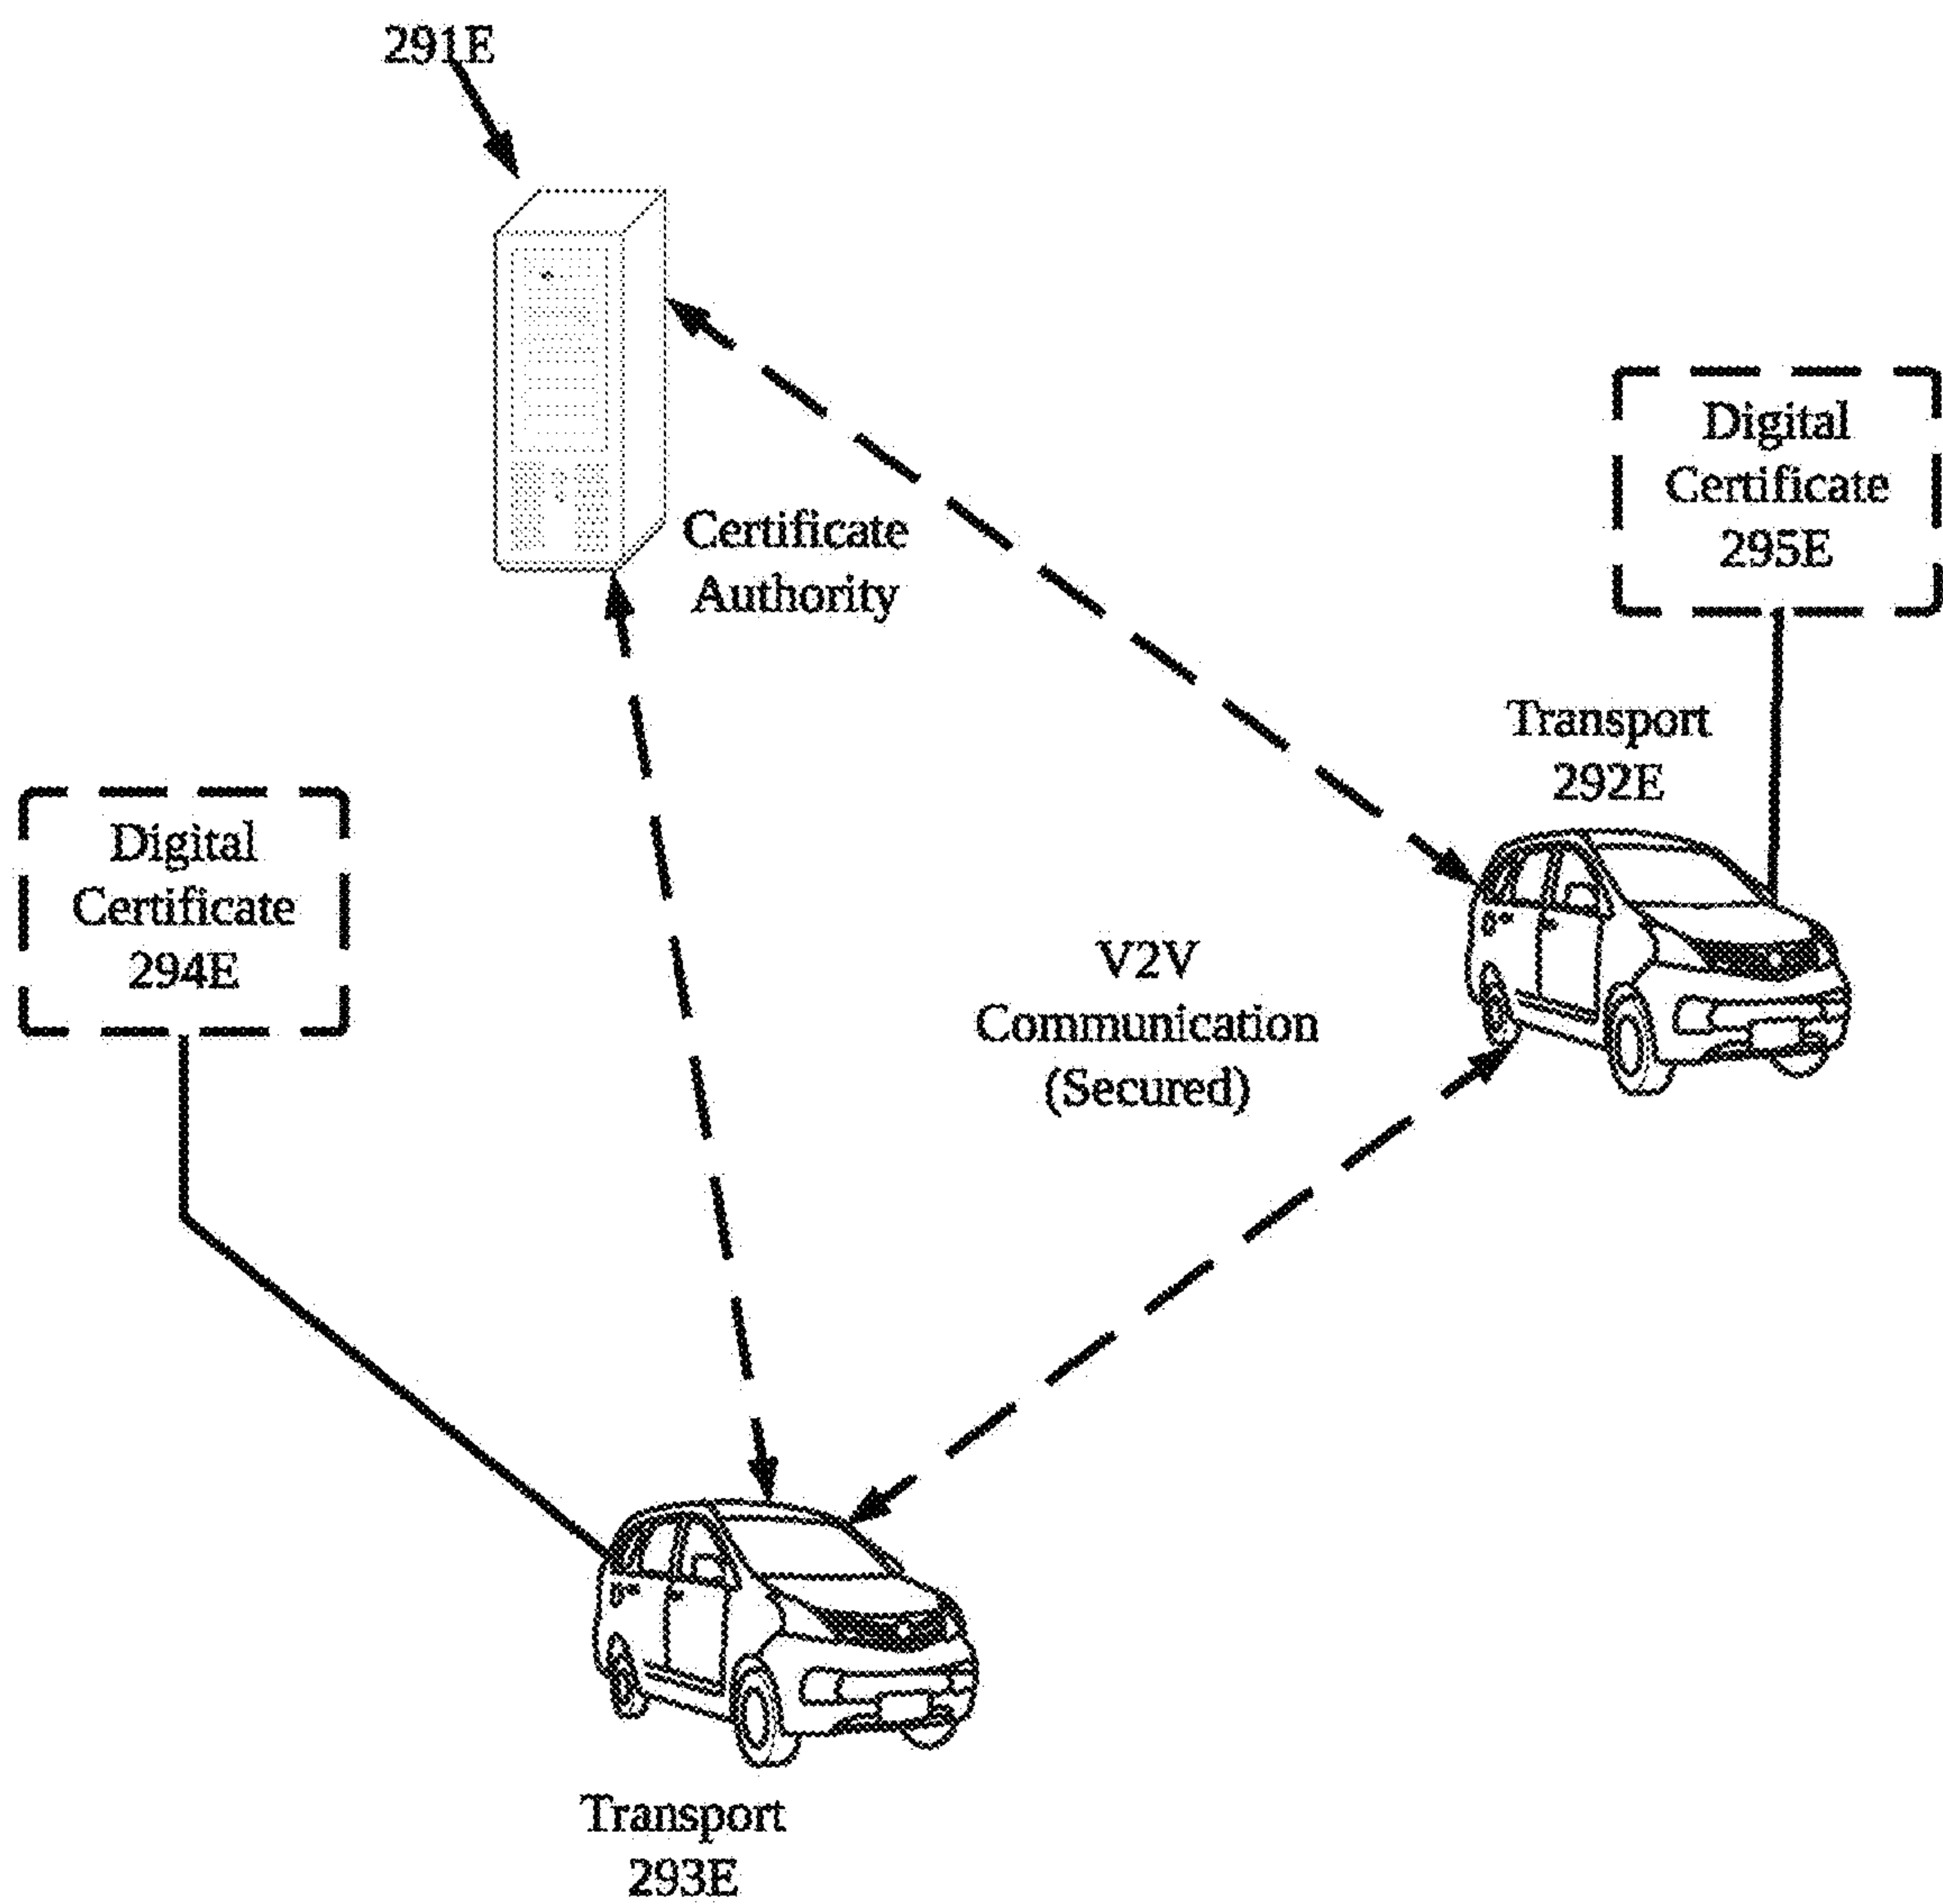 291E
Certificate
Authority
Digital
Certificate
295E
Transport
292E
Digital
Certificate
294E
V2V
Communication
(Secured)
Transport
293E